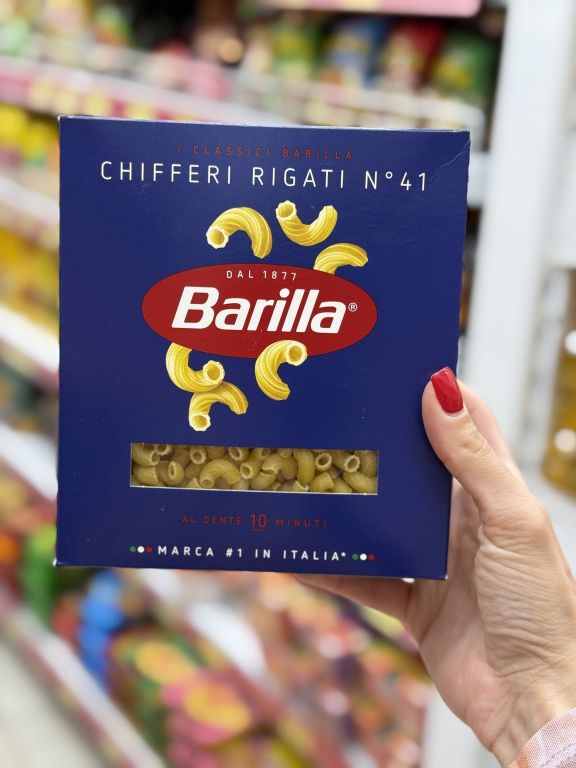 I CLASSICI BARILLA
CHIFFERI RIGATI N°41
DAL 1877
Barilla®
AL DENTE 10 MINUTI
MARCA #1 IN ITALIA*